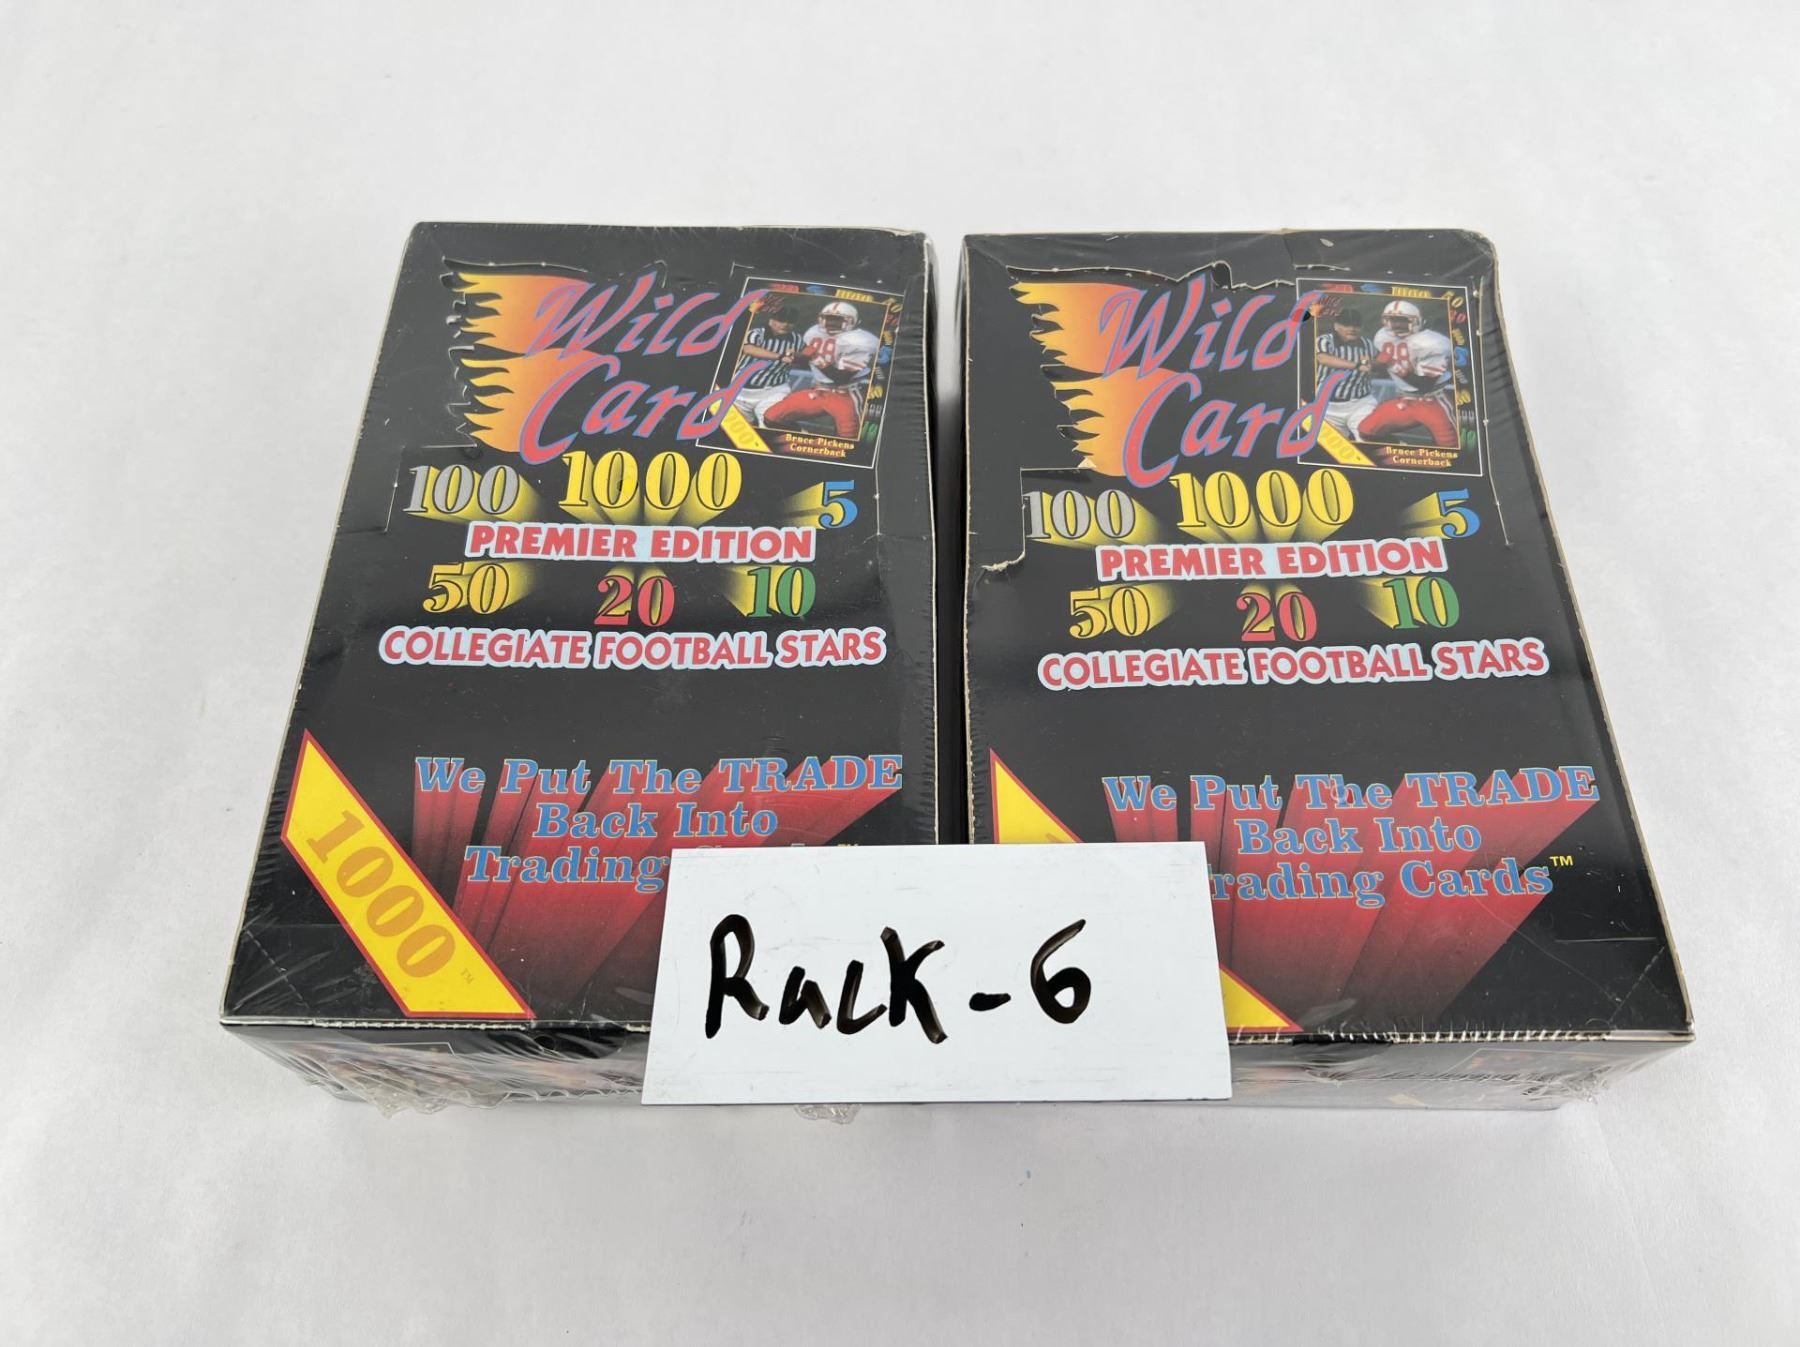 Wild
Card
Bruce Pickens
Cornerback
100 1000 5
PREMIER EDITION
50 20 10
COLLEGIATE FOOTBALL STARS
We Put The TRADE
Back Into
Trading
1000™
Wild
Card
Bruce Pickens
Cornerback
100 1000 5
PREMIER EDITION
50 20 10
COLLEGIATE FOOTBALL STARS
We Put The TRADE
Back Into
rading Cards™
Rack-6